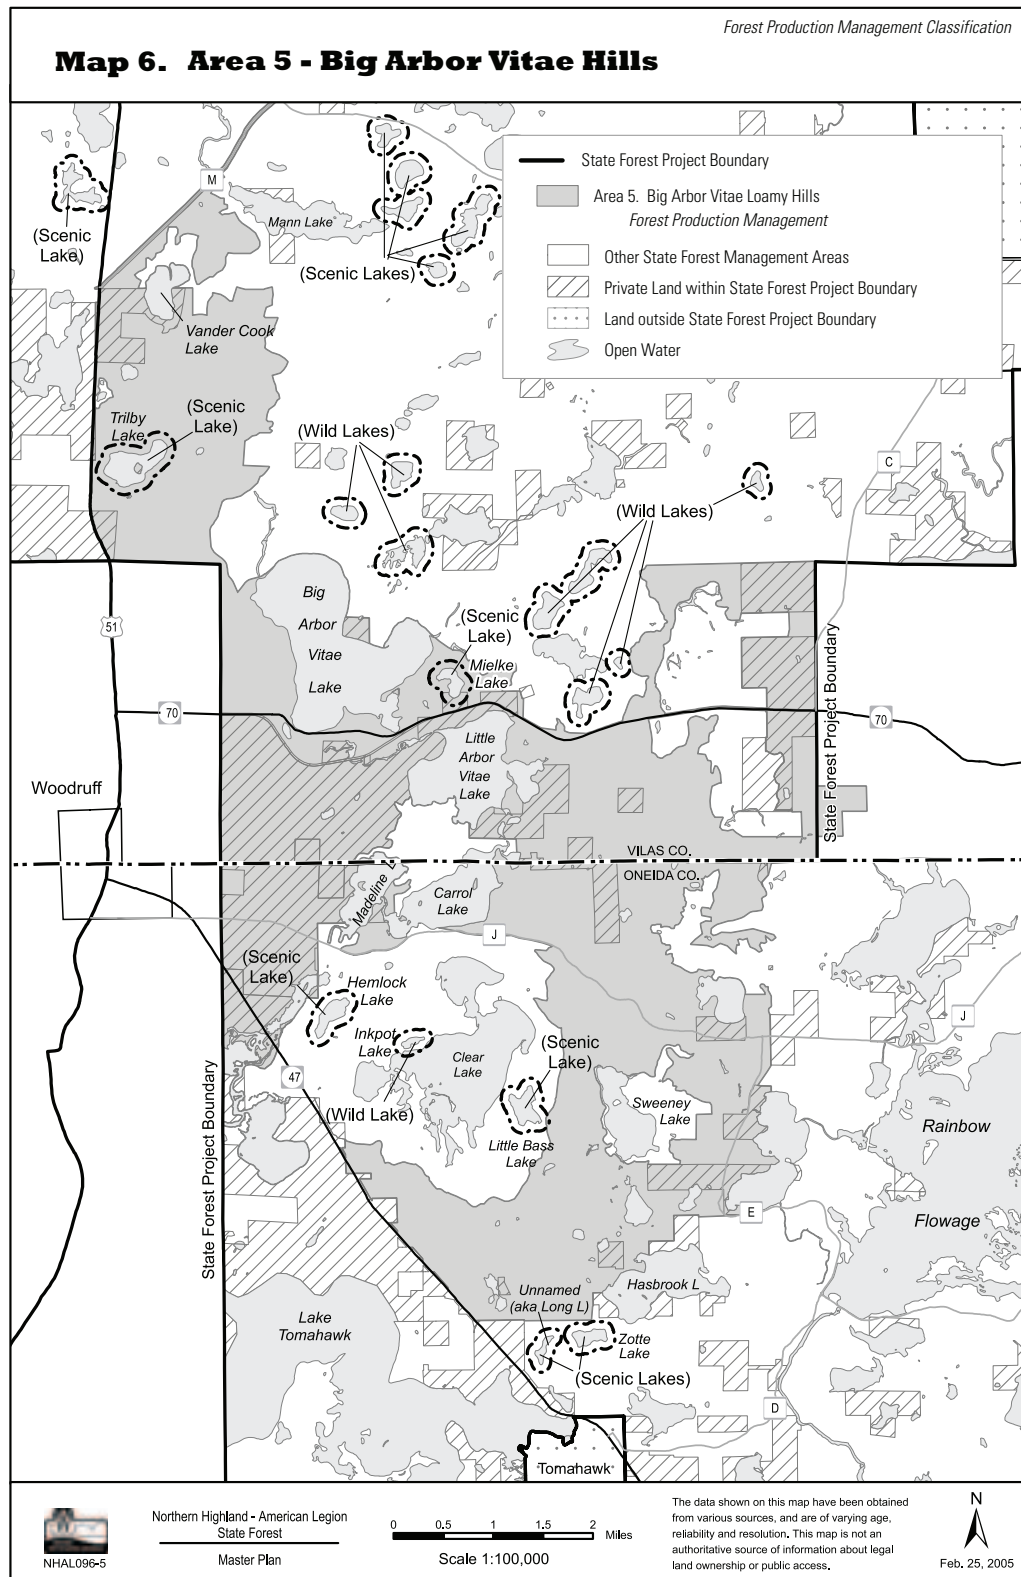 Forest Production Management Classification
Map 6. Area 5 - Big Arbor Vitae Hills
State Forest Project Boundary
Area 5. Big Arbor Vitae Loamy Hills
Forest Production Management
Other State Forest Management Areas
Private Land within State Forest Project Boundary
Land outside State Forest Project Boundary
Open Water
M
(Scenic
Lake)
Mann Lake
(Scenic Lakes)
Vander Cook
Lake
Trilby
Lake
(Scenic
Lake)
(Wild Lakes)
C
(Wild Lakes)
Big
Arbor
Vitae
Lake
51
(Scenic
Lake)
Mielke
Lake
State Forest Project Boundary
70
70
Little
Arbor
Vitae
Lake
Woodruff
VILAS CO.
ONEIDA CO.
Madeline L
Carrol
Lake
J
(Scenic
Lake)
Hemlock
Lake
J
Inkpot
Lake
Clear
Lake
(Scenic
Lake)
47
(Wild Lake)
Sweeney
Lake
Rainbow
Little Bass
Lake
State Forest Project Boundary
E
Flowage
Unnamed
(aka Long L)
Hasbrook L
Lake
Tomahawk
Zotte
Lake
(Scenic Lakes)
D
Tomahawk
NHAL096-5
Northern Highland - American Legion
State Forest
Master Plan
0 0.5 1 1.5 2 Miles
Scale 1:100,000
The data shown on this map have been obtained
from various sources, and are of varying age,
reliability and resolution. This map is not an
authoritative source of information about legal
land ownership or public access.
N
Feb. 25, 2005